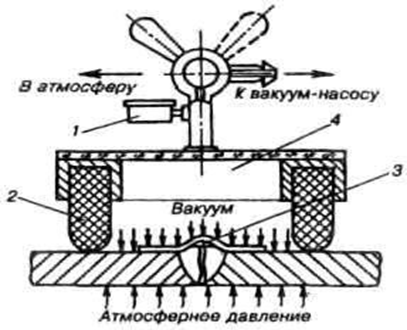 В атмосферу
К вакуум-насосу
1
4
2
3
Вакуум
Атмосферное давление